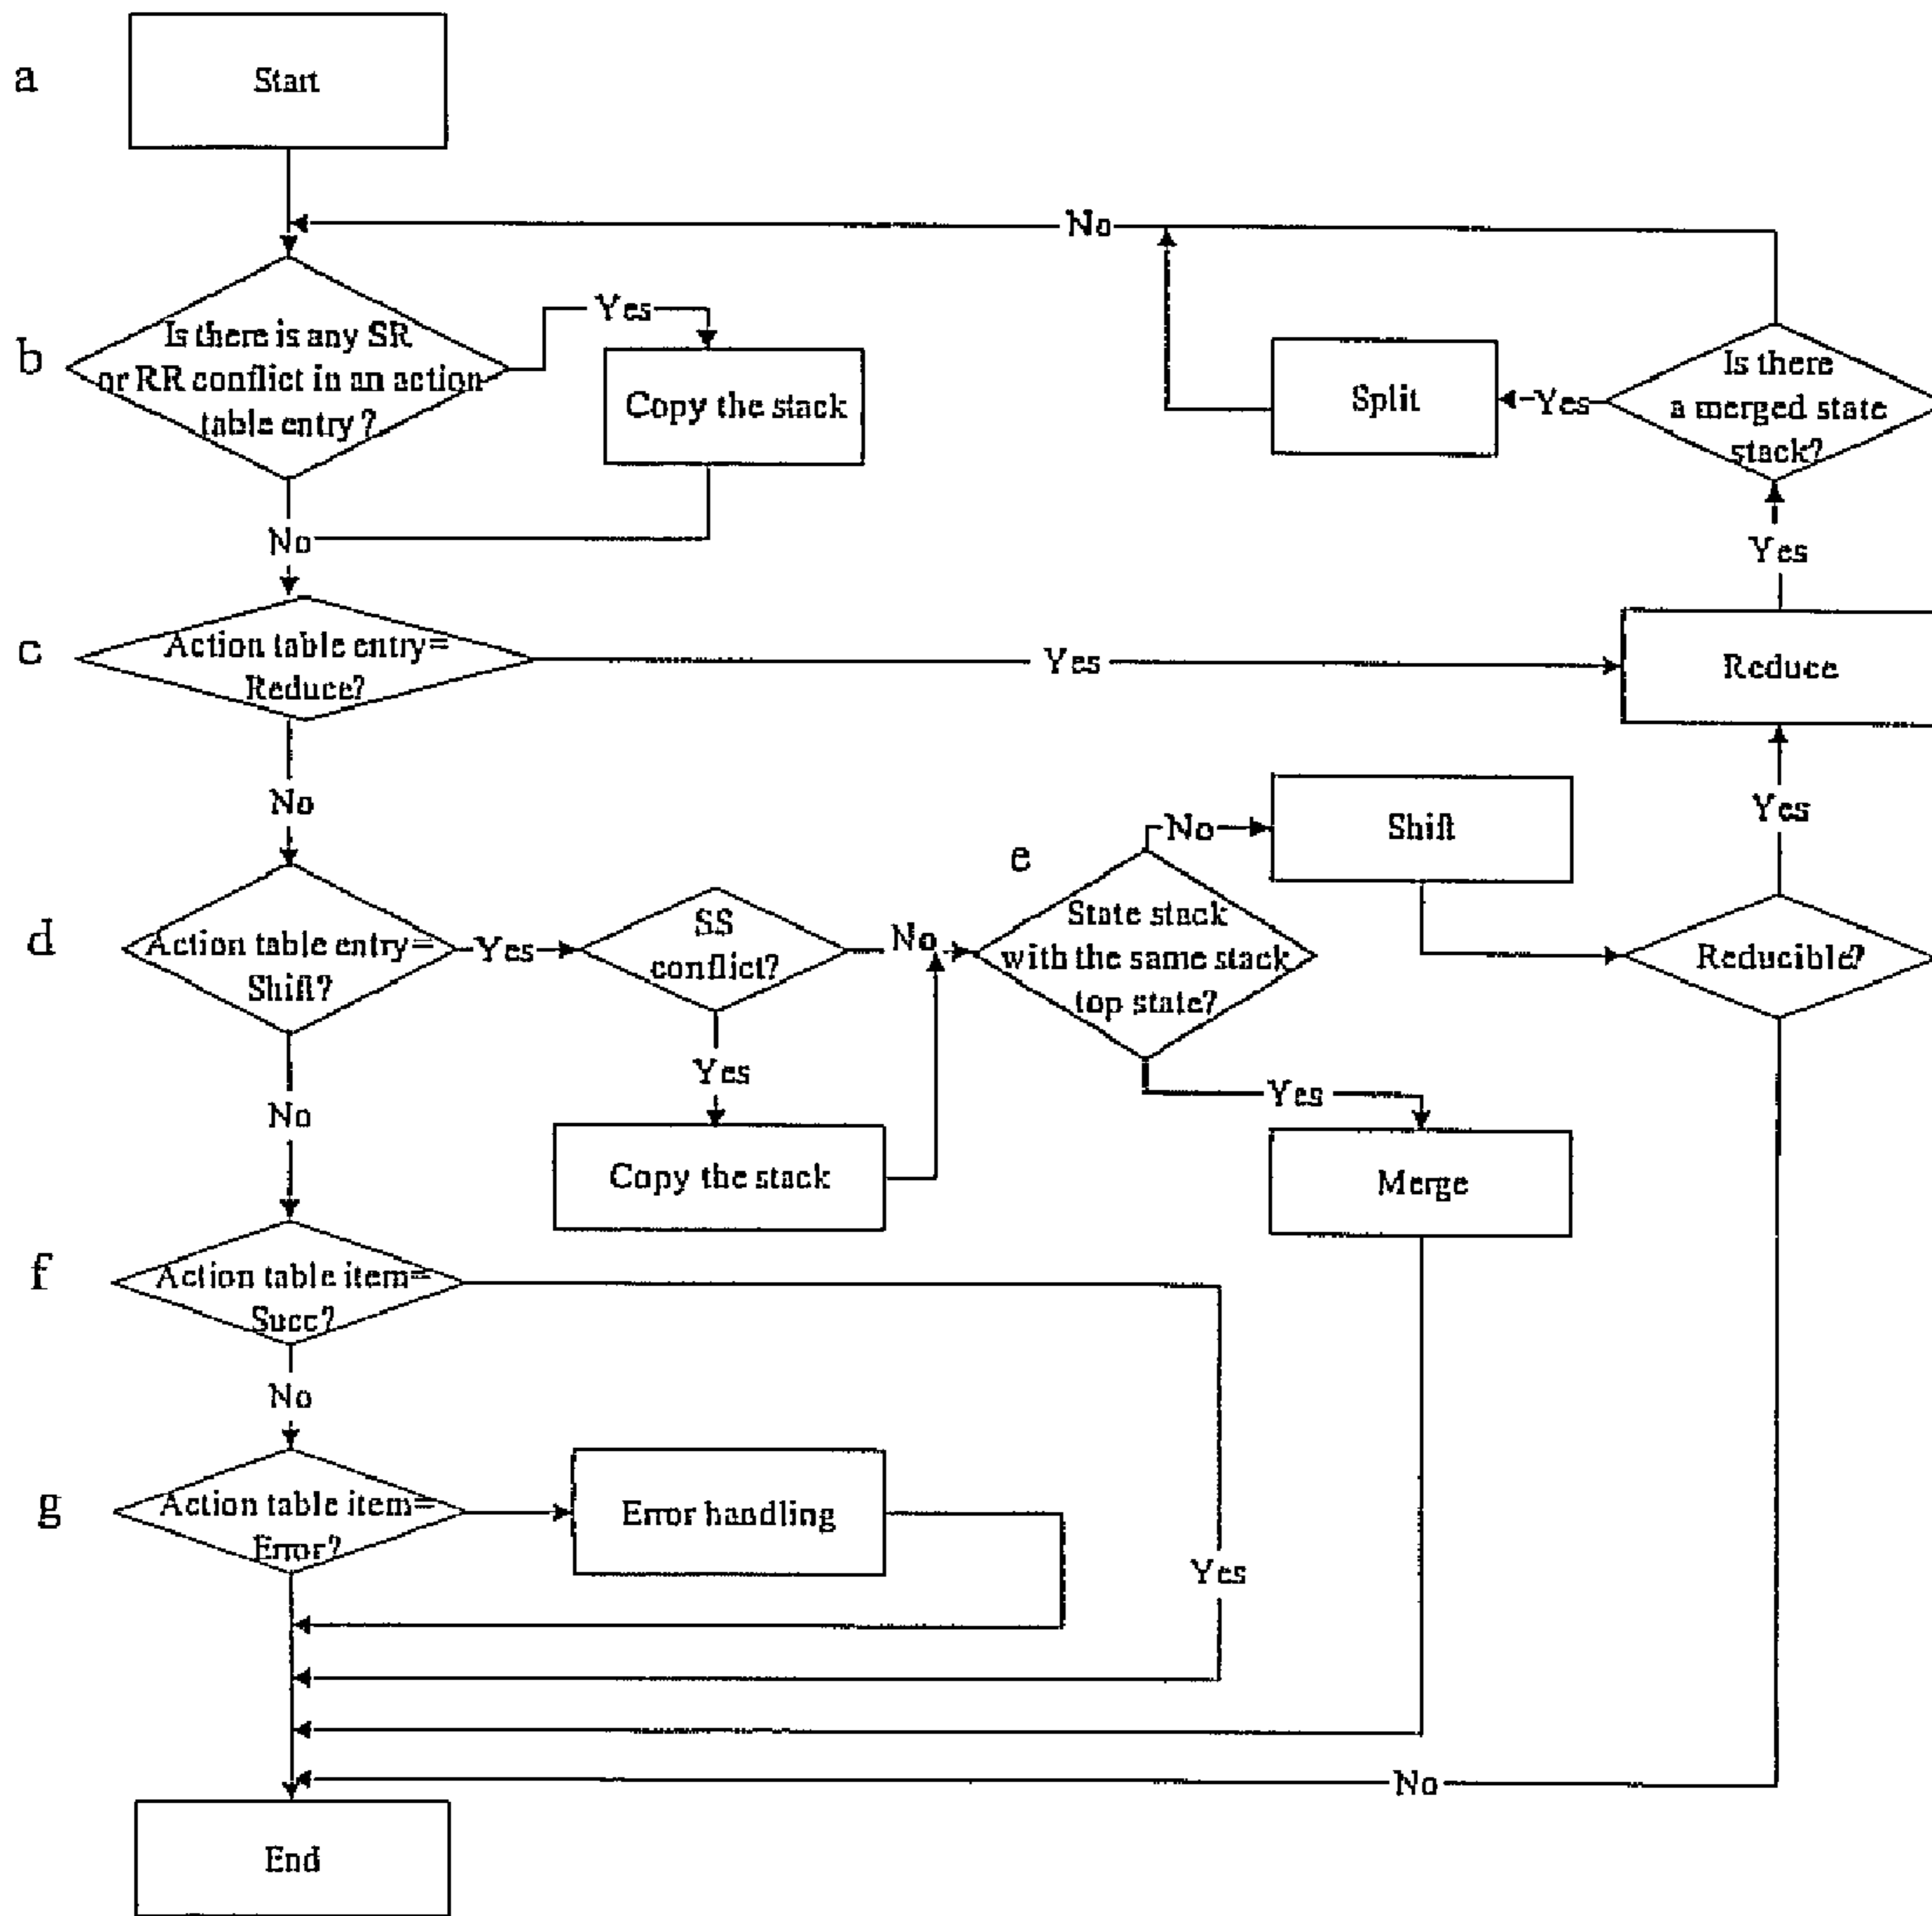 a
Start
No
b
Is there is any SR
or RR conflict in an action
table entry?
Yes
Copy the stack
Split
Yes
Is there
a merged state
stack?
No
Yes
c
Action table entry=
Reduce?
Yes
Reduce
No
Yes
d
Action table entry=
Shift?
Yes
SS
conflict?
No
e
State stack
with the same stack
top state?
No
Shift
Reducible?
Yes
Copy the stack
Yes
Merge
No
f
Action table item=
Succ?
No
g
Action table item=
Error?
Error handling
Yes
No
End